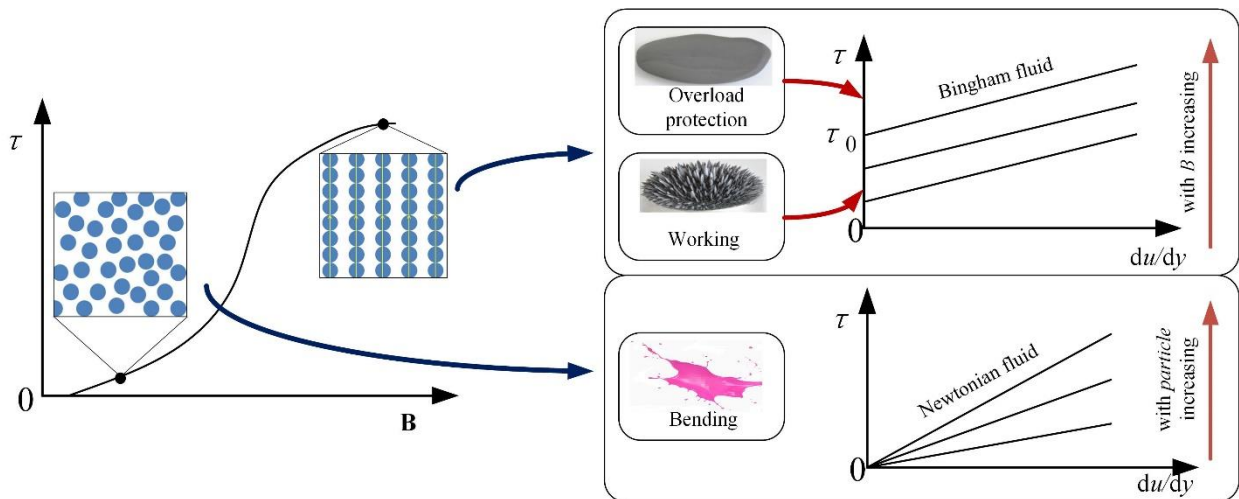 τ
0
B
Overload
protection
Working
τ
τ 0
0
Bingham fluid
du/dy
with B increasing
Bending
τ
0
Newtonian fluid
du/dy
with particle
increasing